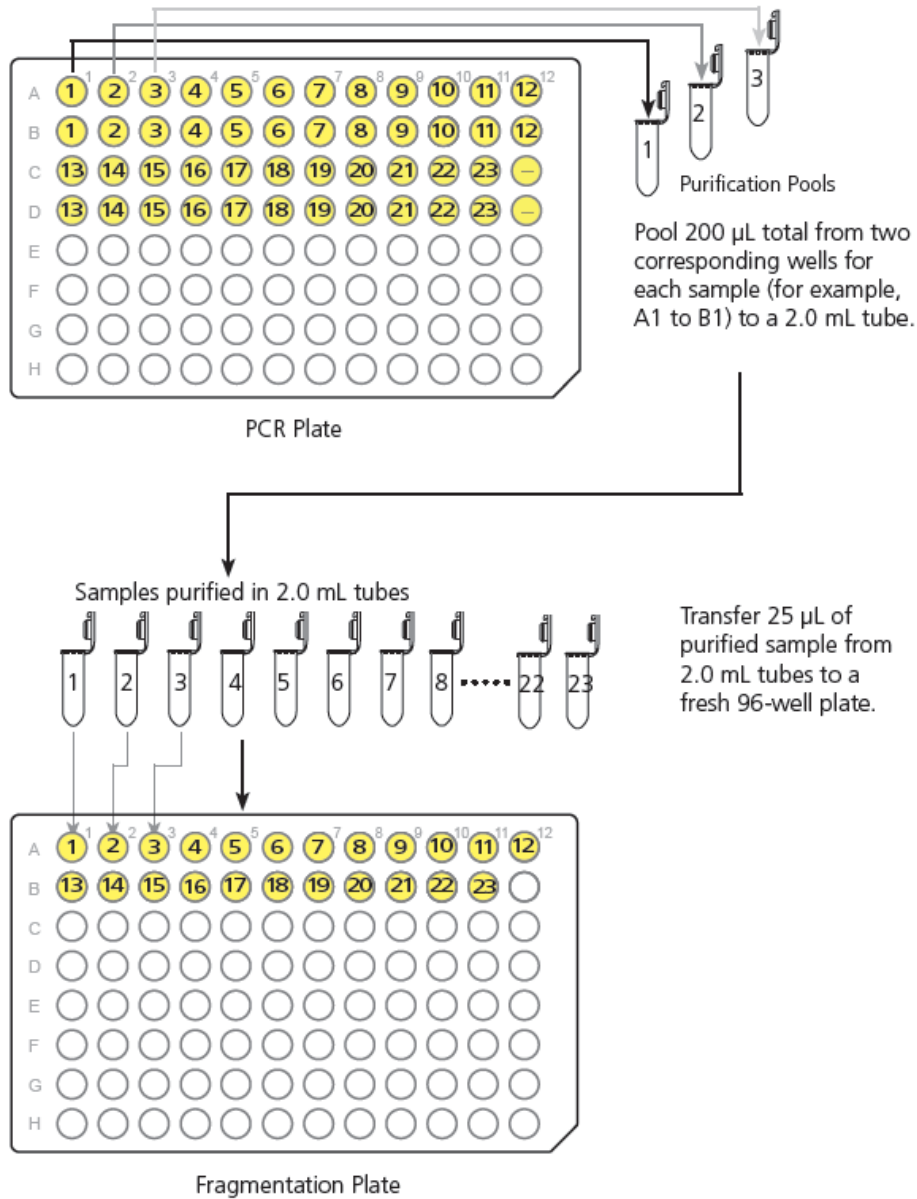 1 2 3 4 5 6 7 8 9 10 11 12
A 1 2 3 4 5 6 7 8 9 10 11 12
B 1 2 3 4 5 6 7 8 9 10 11 12
C 13 14 15 16 17 18 19 20 21 22 23 –
D 13 14 15 16 17 18 19 20 21 22 23 –
E
F
G
H
PCR Plate
1 2 3
Purification Pools
Pool 200 µL total from two
corresponding wells for
each sample (for example,
A1 to B1) to a 2.0 mL tube.
Samples purified in 2.0 mL tubes
1 2 3 4 5 6 7 8 ...... 22 23
Transfer 25 µL of
purified sample from
2.0 mL tubes to a
fresh 96-well plate.
1 2 3 4 5 7 8 9 10 11 12
A 1 2 3 4 5 6 7 8 9 10 11 12
B 13 14 15 16 17 18 19 20 21 22 23
C
D
E
F
G
H
Fragmentation Plate